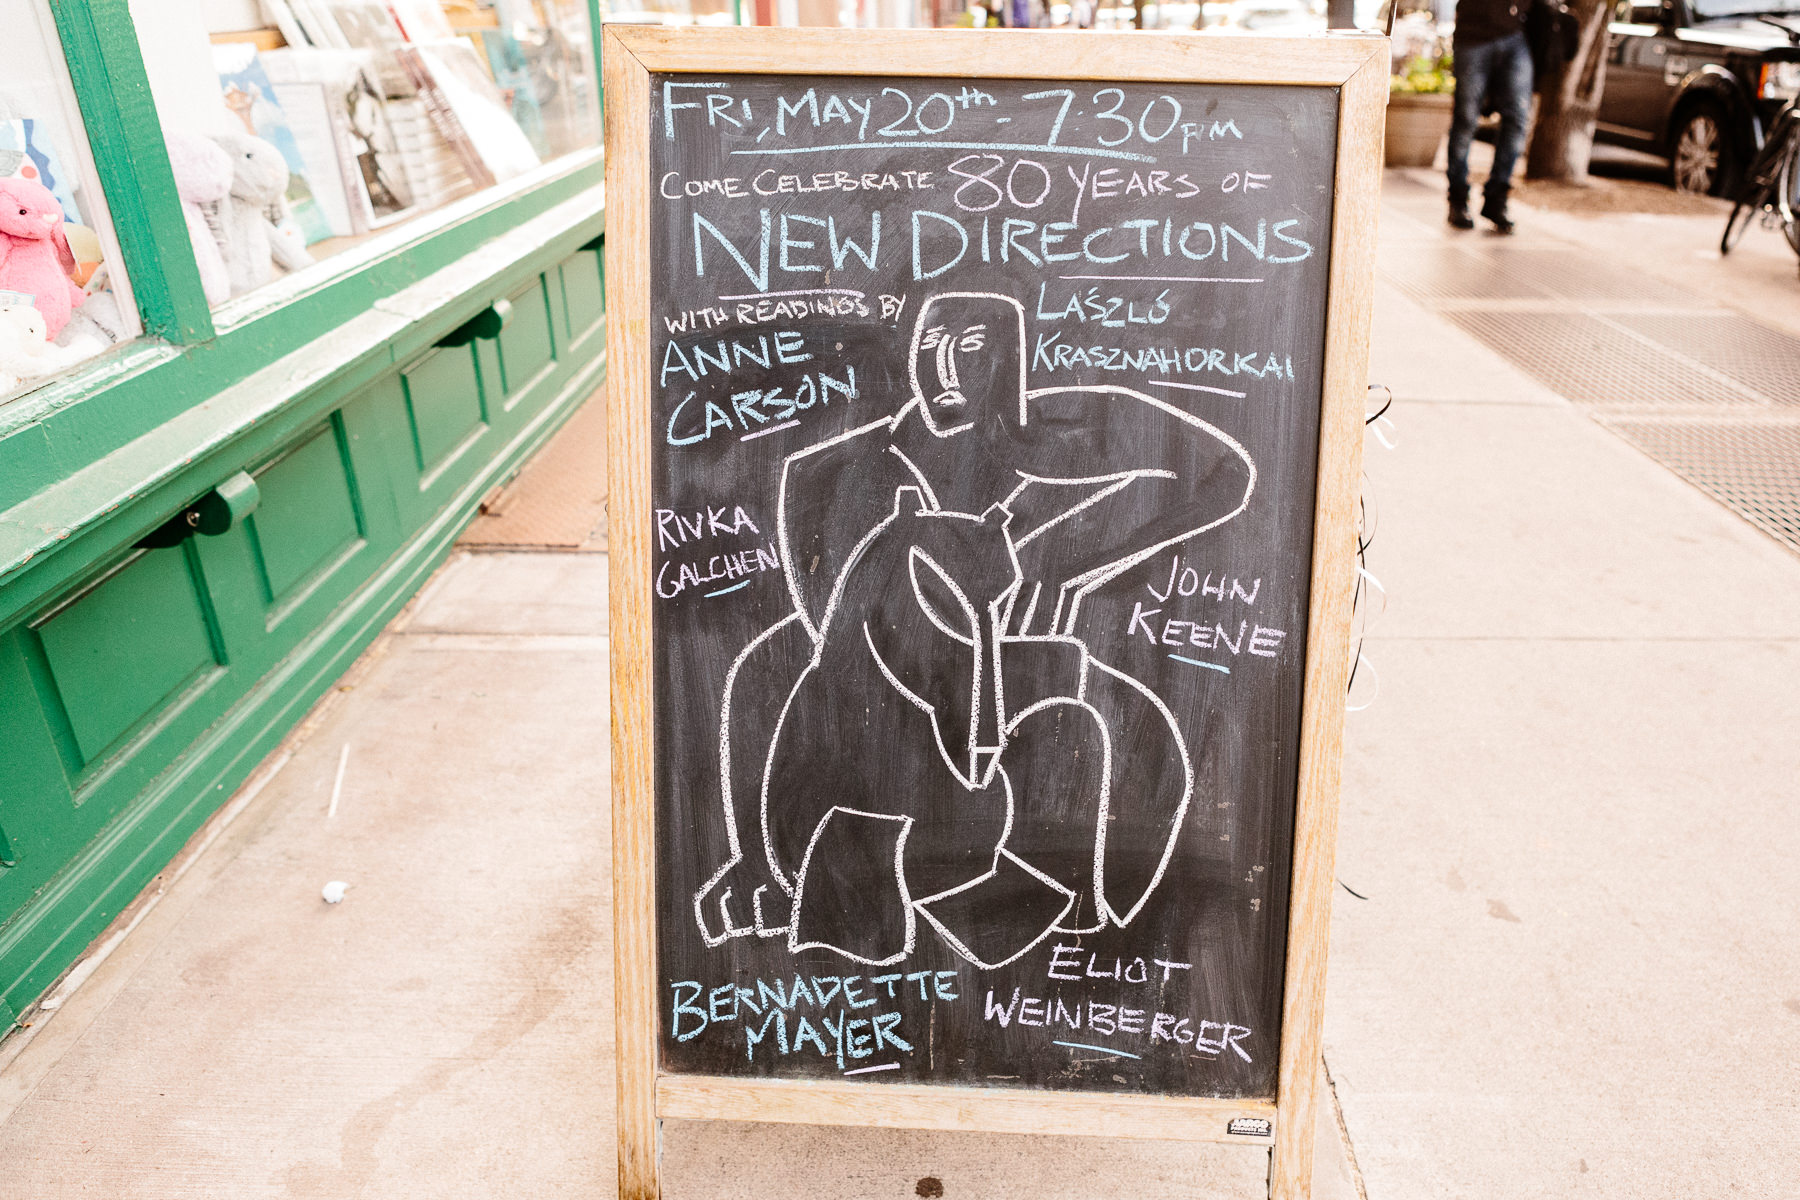 FRI, MAY 20th - 7:30 pm
COME CELEBRATE 80 YEARS OF
NEW DIRECTIONS
WITH READINGS BY
ANNE
CARSON
LÁSZLÓ
KRASZNAHORKAI
RIVKA
GALCHEN
JOHN
KEENE
BERNADETTE
MAYER
ELIOT
WEINBERGER